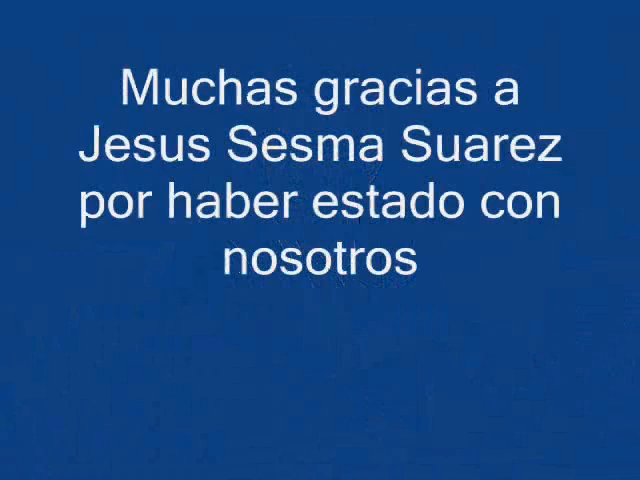 Muchas gracias a
Jesus Sesma Suarez
por haber estado con
nosotros